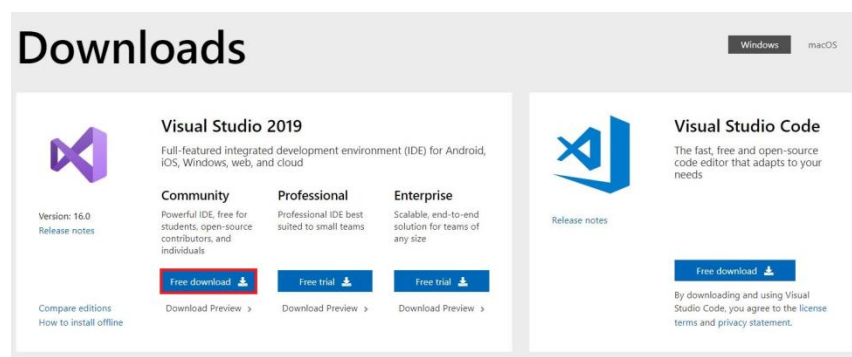 Downloads
Windows
macOS
Visual Studio 2019
Full-featured integrated development environment (IDE) for Android,
iOS, Windows, web, and cloud
Version: 16.0
Release notes
Compare editions
How to install offline
Community
Powerful IDE, free for
students, open-source
contributors, and
individuals
Free download
Download Preview >
Professional
Professional IDE best
suited to small teams
Free trial
Download Preview >
Enterprise
Scalable, end-to-end
solution for teams of
any size
Free trial
Download Preview >
Visual Studio Code
The fast, free and open-source
code editor that adapts to your
needs
Release notes
Free download
By downloading and using Visual
Studio Code, you agree to the license
terms and privacy statement.